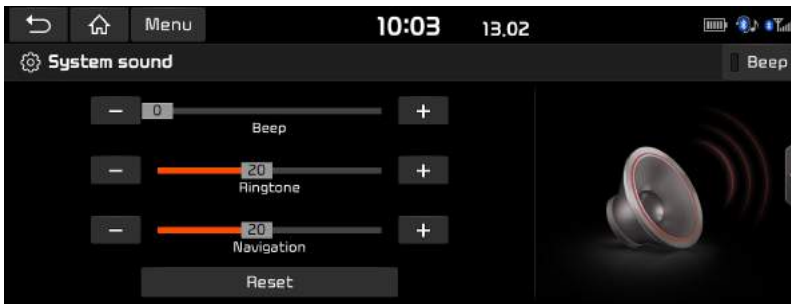 Menu 10:03 13.02
System sound Beep
− 0 +
Beep
− 20 +
Ringtone
− 20 +
Navigation
Reset